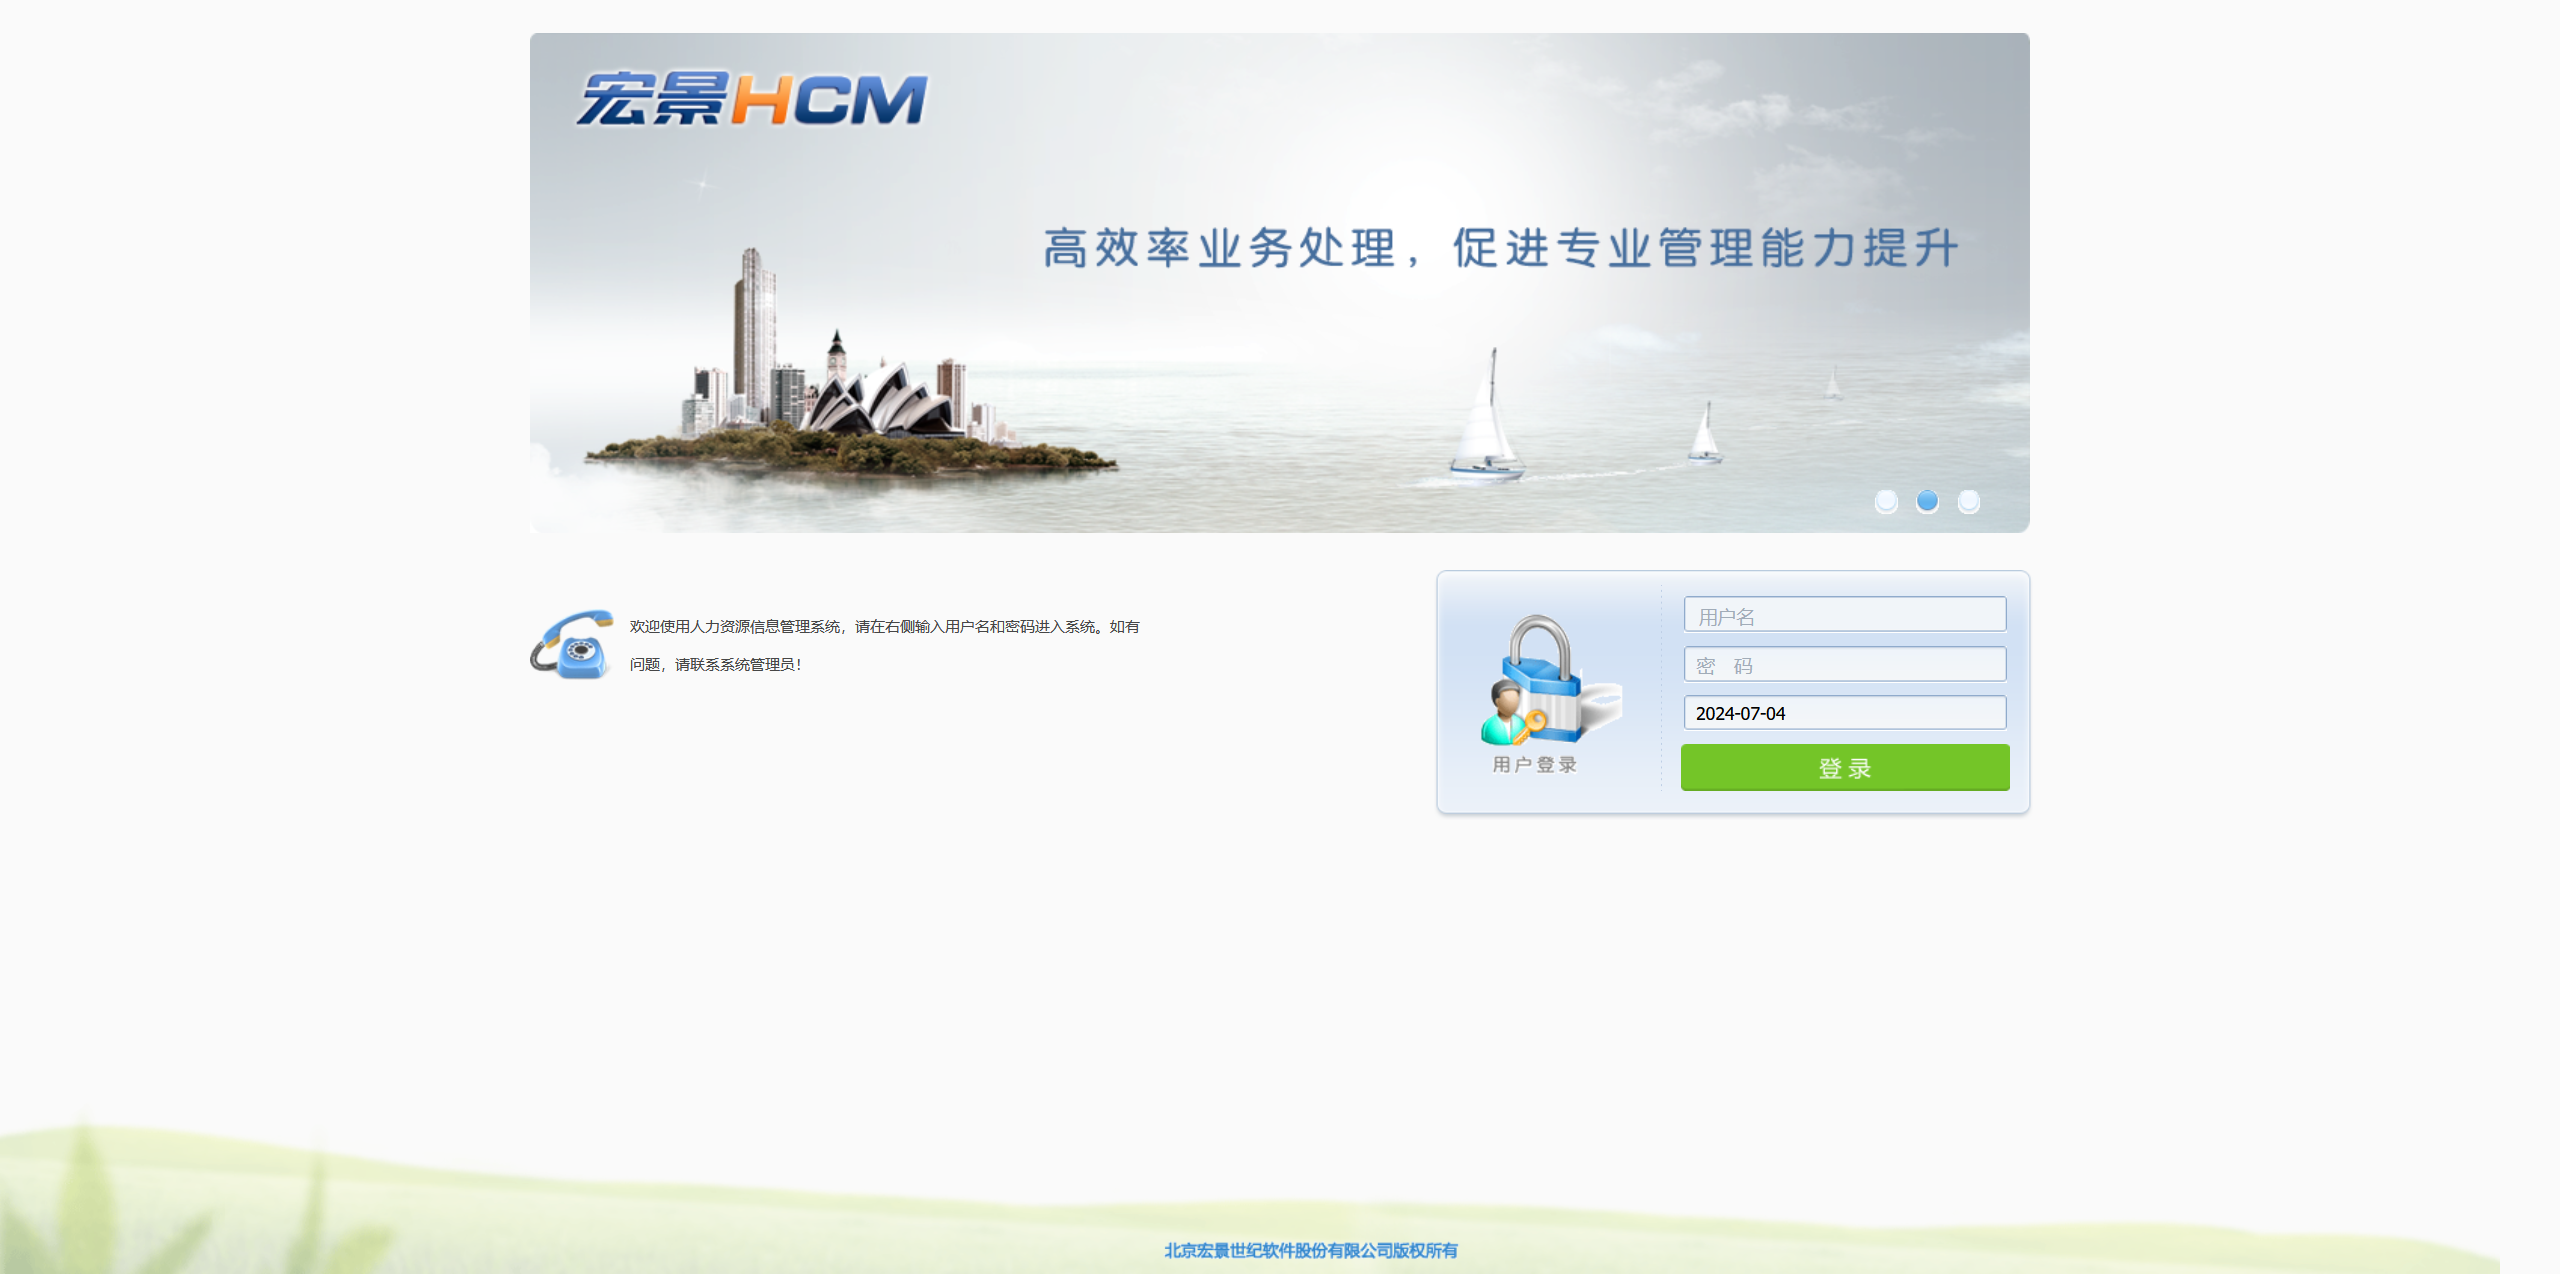 宏景HCM
高效率业务处理，促进专业管理能力提升
欢迎使用人力资源信息管理系统，请在右侧输入用户名和密码进入系统。如有
问题，请联系系统管理员！
用户名
密 码
2024-07-04
登录
用户登录
北京宏景世纪软件股份有限公司版权所有